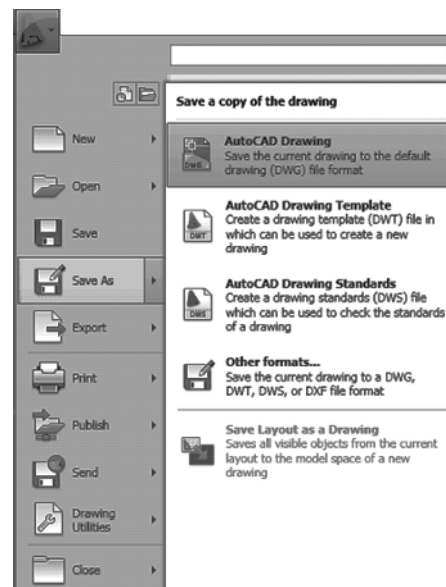 New
Open
Save
Save As
Export
Print
Publish
Send
Drawing
Utilities
Close
Save a copy of the drawing
AutoCAD Drawing
Save the current drawing to the default
drawing (DWG) file format
DWG
AutoCAD Drawing Template
Create a drawing template (DWT) file in
which can be used to create a new
drawing
DWT
AutoCAD Drawing Standards
Create a drawing standards (DWS) file
which can be used to check the standards
of a drawing
DWS
Other formats...
Save the current drawing to a DWG,
DWT, DWS, or DXF file format
Save Layout as a Drawing
Saves all visible objects from the current
layout to the model space of a new
drawing